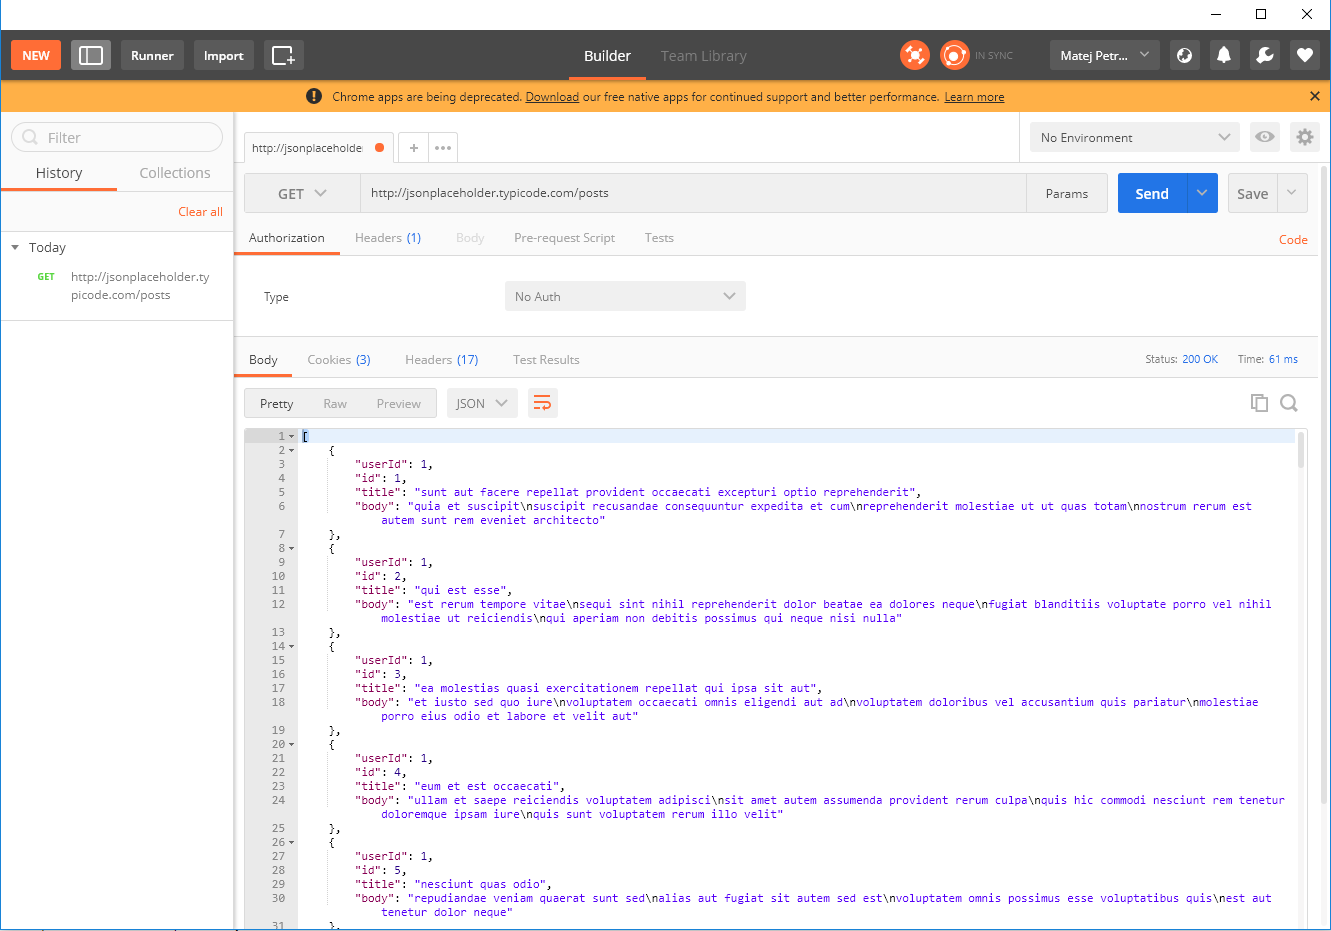 NEW Runner Import Builder Team Library IN SYNC Matej Petr...
Chrome apps are being deprecated. Download our free native apps for continued support and better performance. Learn more
Filter
History Collections
Clear all
Today
GET http://jsonplaceholder.ty
picode.com/posts
http://jsonplaceholde No Environment
GET http://jsonplaceholder.typicode.com/posts Params Send Save
Authorization Headers (1) Body Pre-request Script Tests Code
Type No Auth
Body Cookies (3) Headers (17) Test Results Status: 200 OK Time: 61 ms
Pretty Raw Preview JSON
1 [
2 {
3 "userId": 1,
4 "id": 1,
5 "title": "sunt aut facere repellat provident occaecati excepturi optio reprehenderit",
6 "body": "quia et suscipit\nsuscipit recusandae consequuntur expedita et cum\nreprehenderit molestiae ut ut quas totam\nnostrum rerum est
autem sunt rem eveniet architecto"
7 },
8 {
9 "userId": 1,
10 "id": 2,
11 "title": "qui est esse",
12 "body": "est rerum tempore vitae\nsequi sint nihil reprehenderit dolor beatae ea dolores neque\nfugiat blanditiis voluptate porro vel nihil
molestiae ut reiciendis\nqui aperiam non debitis possimus qui neque nisi nulla"
13 },
14 {
15 "userId": 1,
16 "id": 3,
17 "title": "ea molestias quasi exercitationem repellat qui ipsa sit aut",
18 "body": "et iusto sed quo iure\nvoluptatem occaecati omnis eligendi aut ad\nvoluptatem doloribus vel accusantium quis pariatur\nmolestiae
porro eius odio et labore et velit aut"
19 },
20 {
21 "userId": 1,
22 "id": 4,
23 "title": "eum et est occaecati",
24 "body": "ullam et saepe reiciendis voluptatem adipisci\nsit amet autem assumenda provident rerum culpa\nquis hic commodi nesciunt rem tenetur
doloremque ipsam iure\nquis sunt voluptatem rerum illo velit"
25 },
26 {
27 "userId": 1,
28 "id": 5,
29 "title": "nesciunt quas odio",
30 "body": "repudiandae veniam quaerat sunt sed\nalias aut fugiat sit autem sed est\nvoluptatem omnis possimus esse voluptatibus quis\nest aut
tenetur dolor neque"
31 },